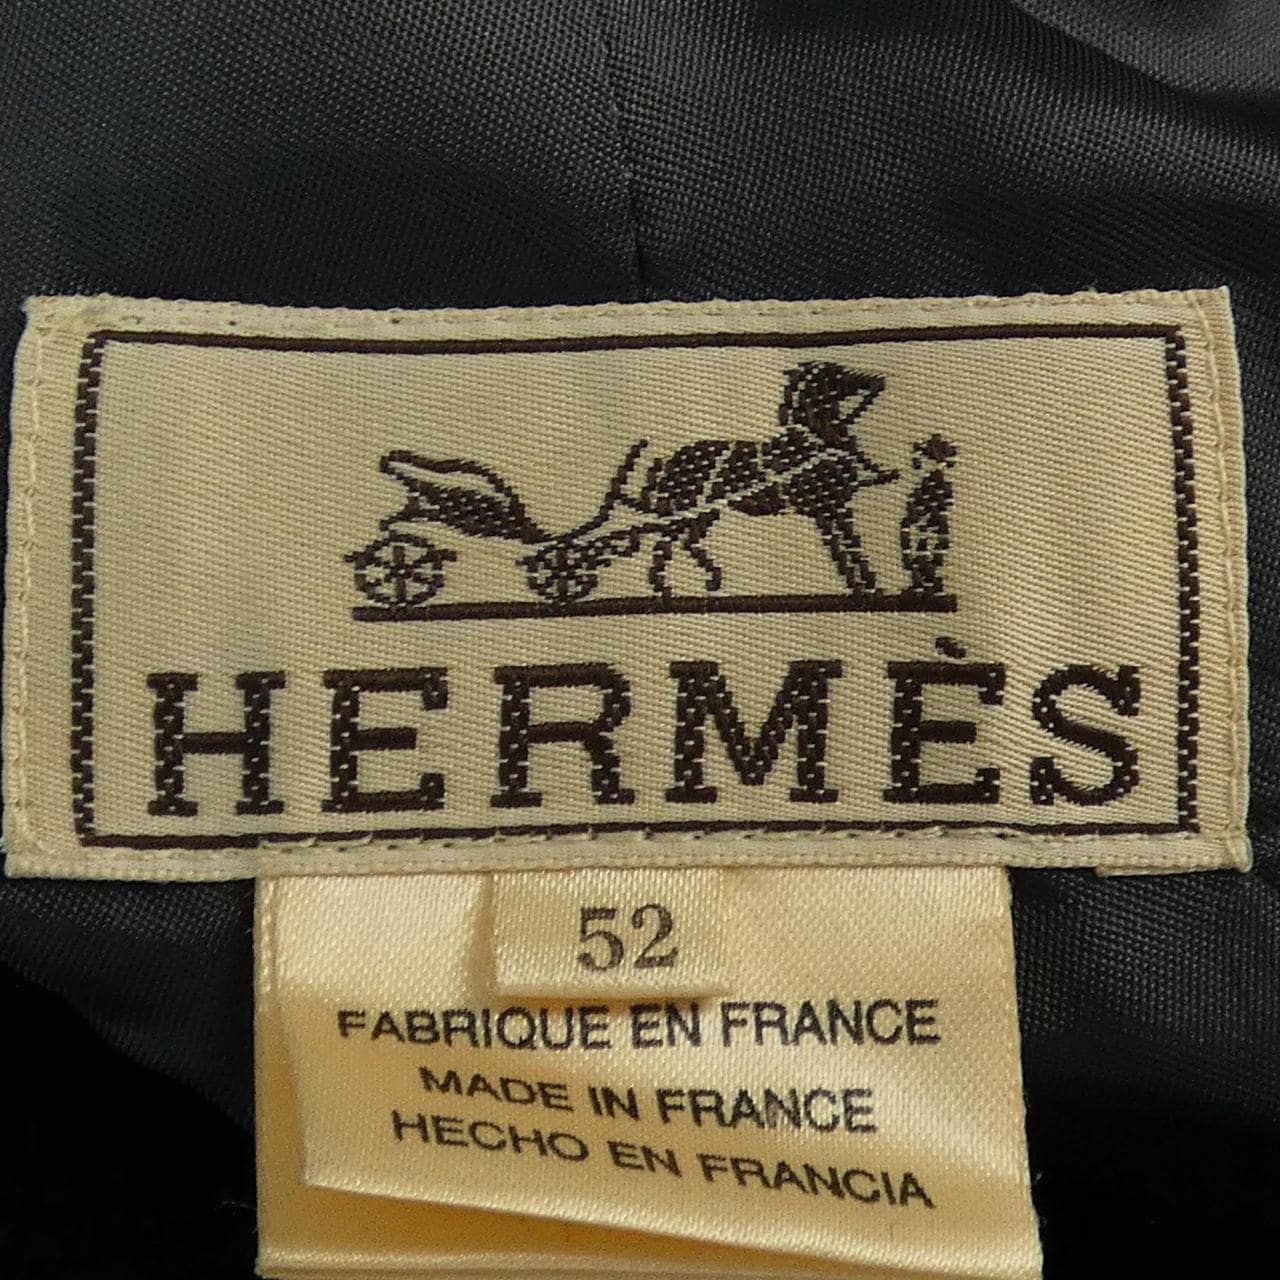 HERMÈS
52
FABRIQUE EN FRANCE
MADE IN FRANCE
HECHO EN FRANCIA